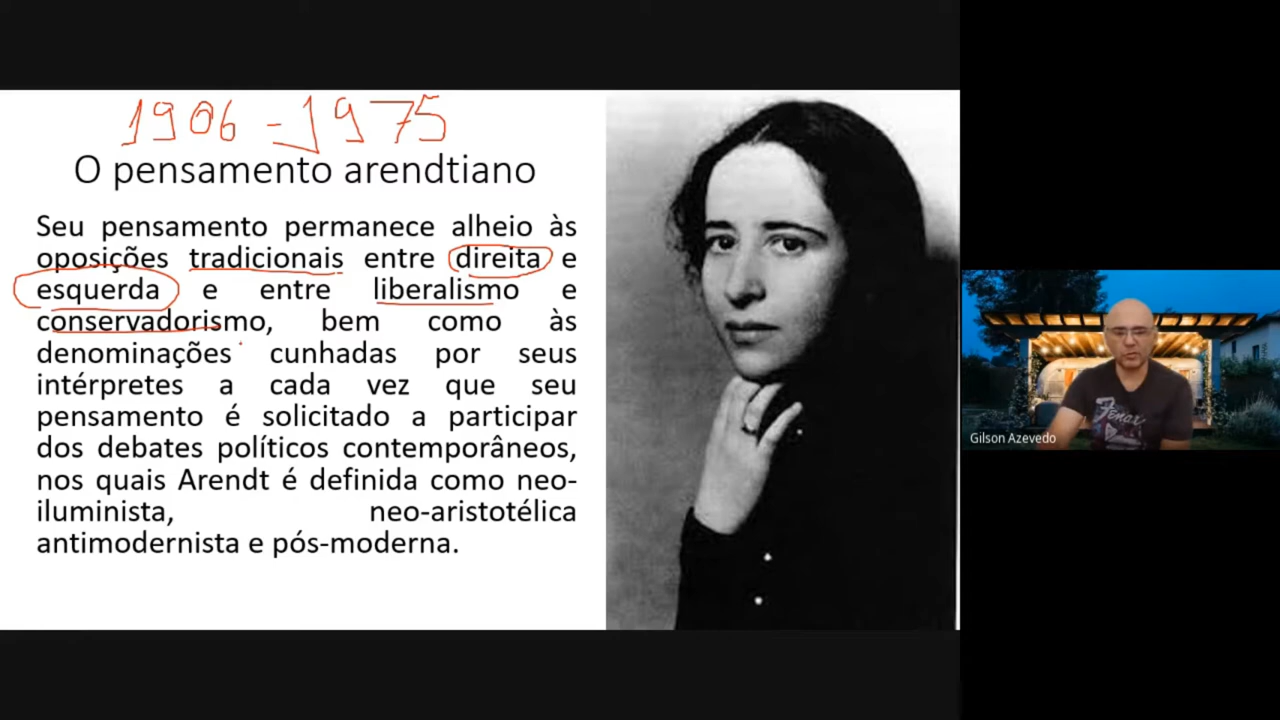 1906 - 1975
O pensamento arendtiano
Seu pensamento permanece alheio às
oposições tradicionais entre direita e
esquerda e entre liberalismo e
conservadorismo, bem como às
denominações cunhadas por seus
intérpretes a cada vez que seu
pensamento é solicitado a participar
dos debates políticos contemporâneos,
nos quais Arendt é definida como neo-
iluminista, neo-aristotélica
antimodernista e pós-moderna.
Fender
Gilson Azevedo